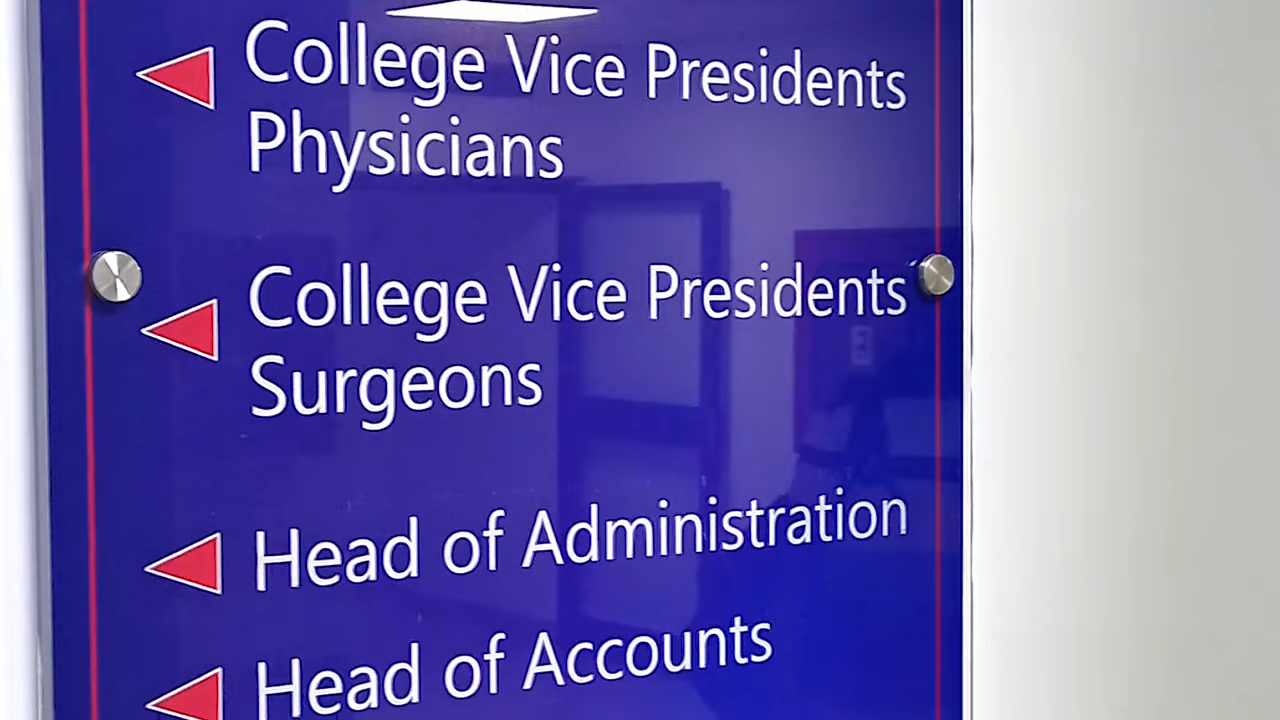 College Vice Presidents
Physicians
College Vice Presidents
Surgeons
Head of Administration
Head of Accounts